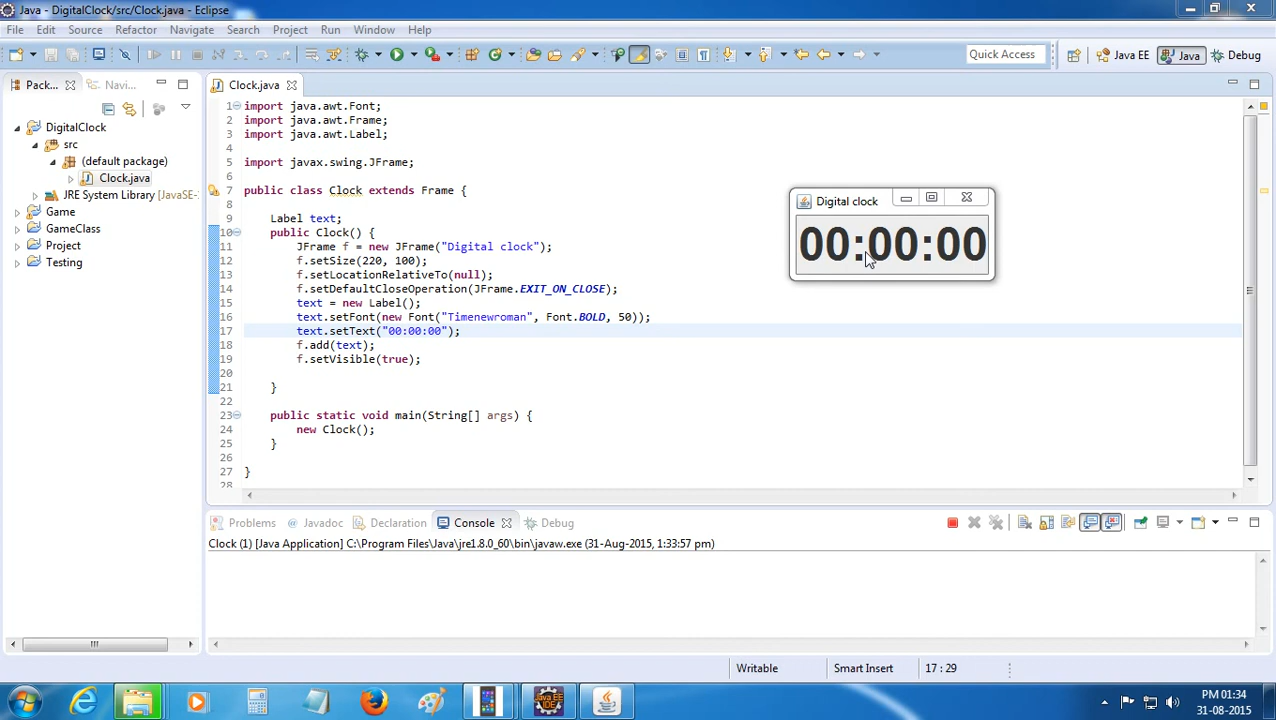 Java - DigitalClock/src/Clock.java - Eclipse
File Edit Source Refactor Navigate Search Project Run Window Help
Quick Access Java EE Java Debug
Pack... Navi... Clock.java
1 import java.awt.Font;
2 import java.awt.Frame;
3 import java.awt.Label;
4
5 import javax.swing.JFrame;
6
7 public class Clock extends Frame {
8
9 Label text;
10 public Clock() {
11 JFrame f = new JFrame("Digital clock");
12 f.setSize(220, 100);
13 f.setLocationRelativeTo(null);
14 f.setDefaultCloseOperation(JFrame.EXIT_ON_CLOSE);
15 text = new Label();
16 text.setFont(new Font("Timenewroman", Font.BOLD, 50));
17 text.setText("00:00:00");
18 f.add(text);
19 f.setVisible(true);
20
21 }
22
23 public static void main(String[] args) {
24 new Clock();
25 }
26
27 }
28
DigitalClock
src
(default package)
Clock.java
JRE System Library [JavaSE-
Game
GameClass
Project
Testing
Digital clock
00:00:00
Problems Javadoc Declaration Console Debug
Clock (1) [Java Application] C:\Program Files\Java\jre1.8.0_60\bin\javaw.exe (31-Aug-2015, 1:33:57 pm)
Writable Smart Insert 17 : 29
Java EE
IDE
PM 01:34
31-08-2015